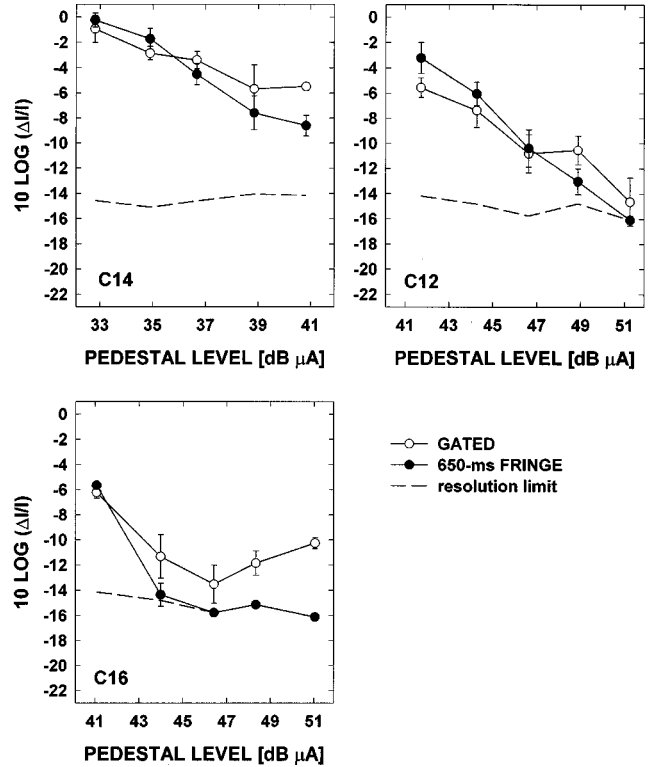 0
-2
-4
-6
-8
-10
-12
-14
-16
-18
-20
-22
10 LOG (ΔI/I)
C14
33 35 37 39 41
PEDESTAL LEVEL [dB μA]
0
-2
-4
-6
-8
-10
-12
-14
-16
-18
-20
-22
C12
41 43 45 47 49 51
PEDESTAL LEVEL [dB μA]
0
-2
-4
-6
-8
-10
-12
-14
-16
-18
-20
-22
10 LOG (ΔI/I)
C16
41 43 45 47 49 51
PEDESTAL LEVEL [dB μA]
GATED
650-ms FRINGE
resolution limit